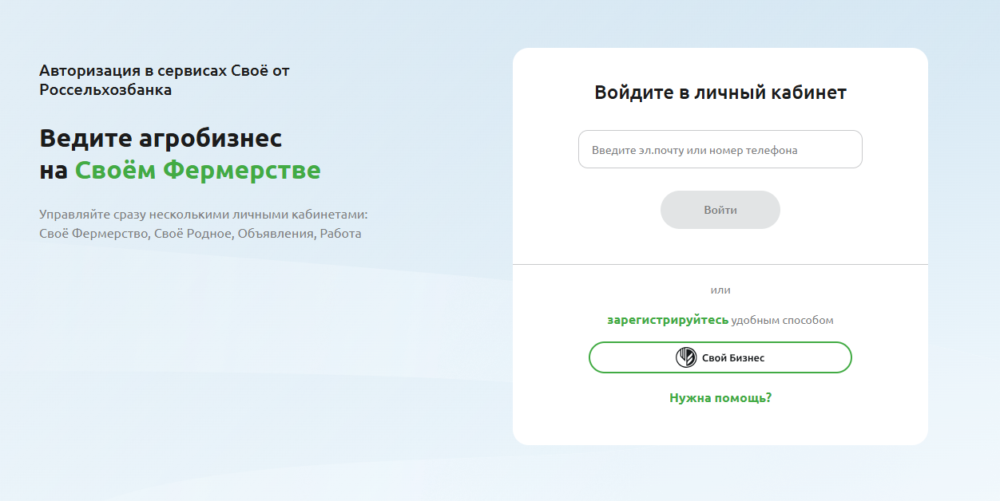 Авторизация в сервисах Своё от
Россельхозбанка
Ведите агробизнес
на Своём Фермерстве
Управляйте сразу несколькими личными кабинетами:
Своё Фермерство, Своё Родное, Объявления, Работа
Войдите в личный кабинет
Введите эл.почту или номер телефона
Войти
или
зарегистрируйтесь удобным способом
Свой Бизнес
Нужна помощь?